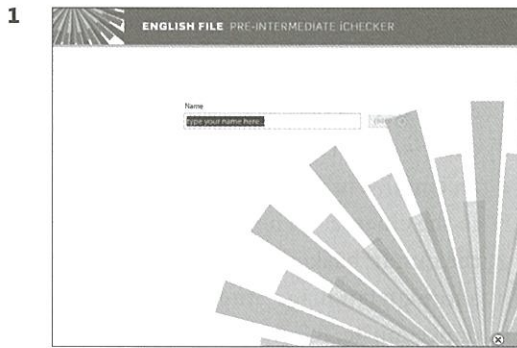 1
ENGLISH FILE PRE-INTERMEDIATE iCHECKER
Name
type your name here...